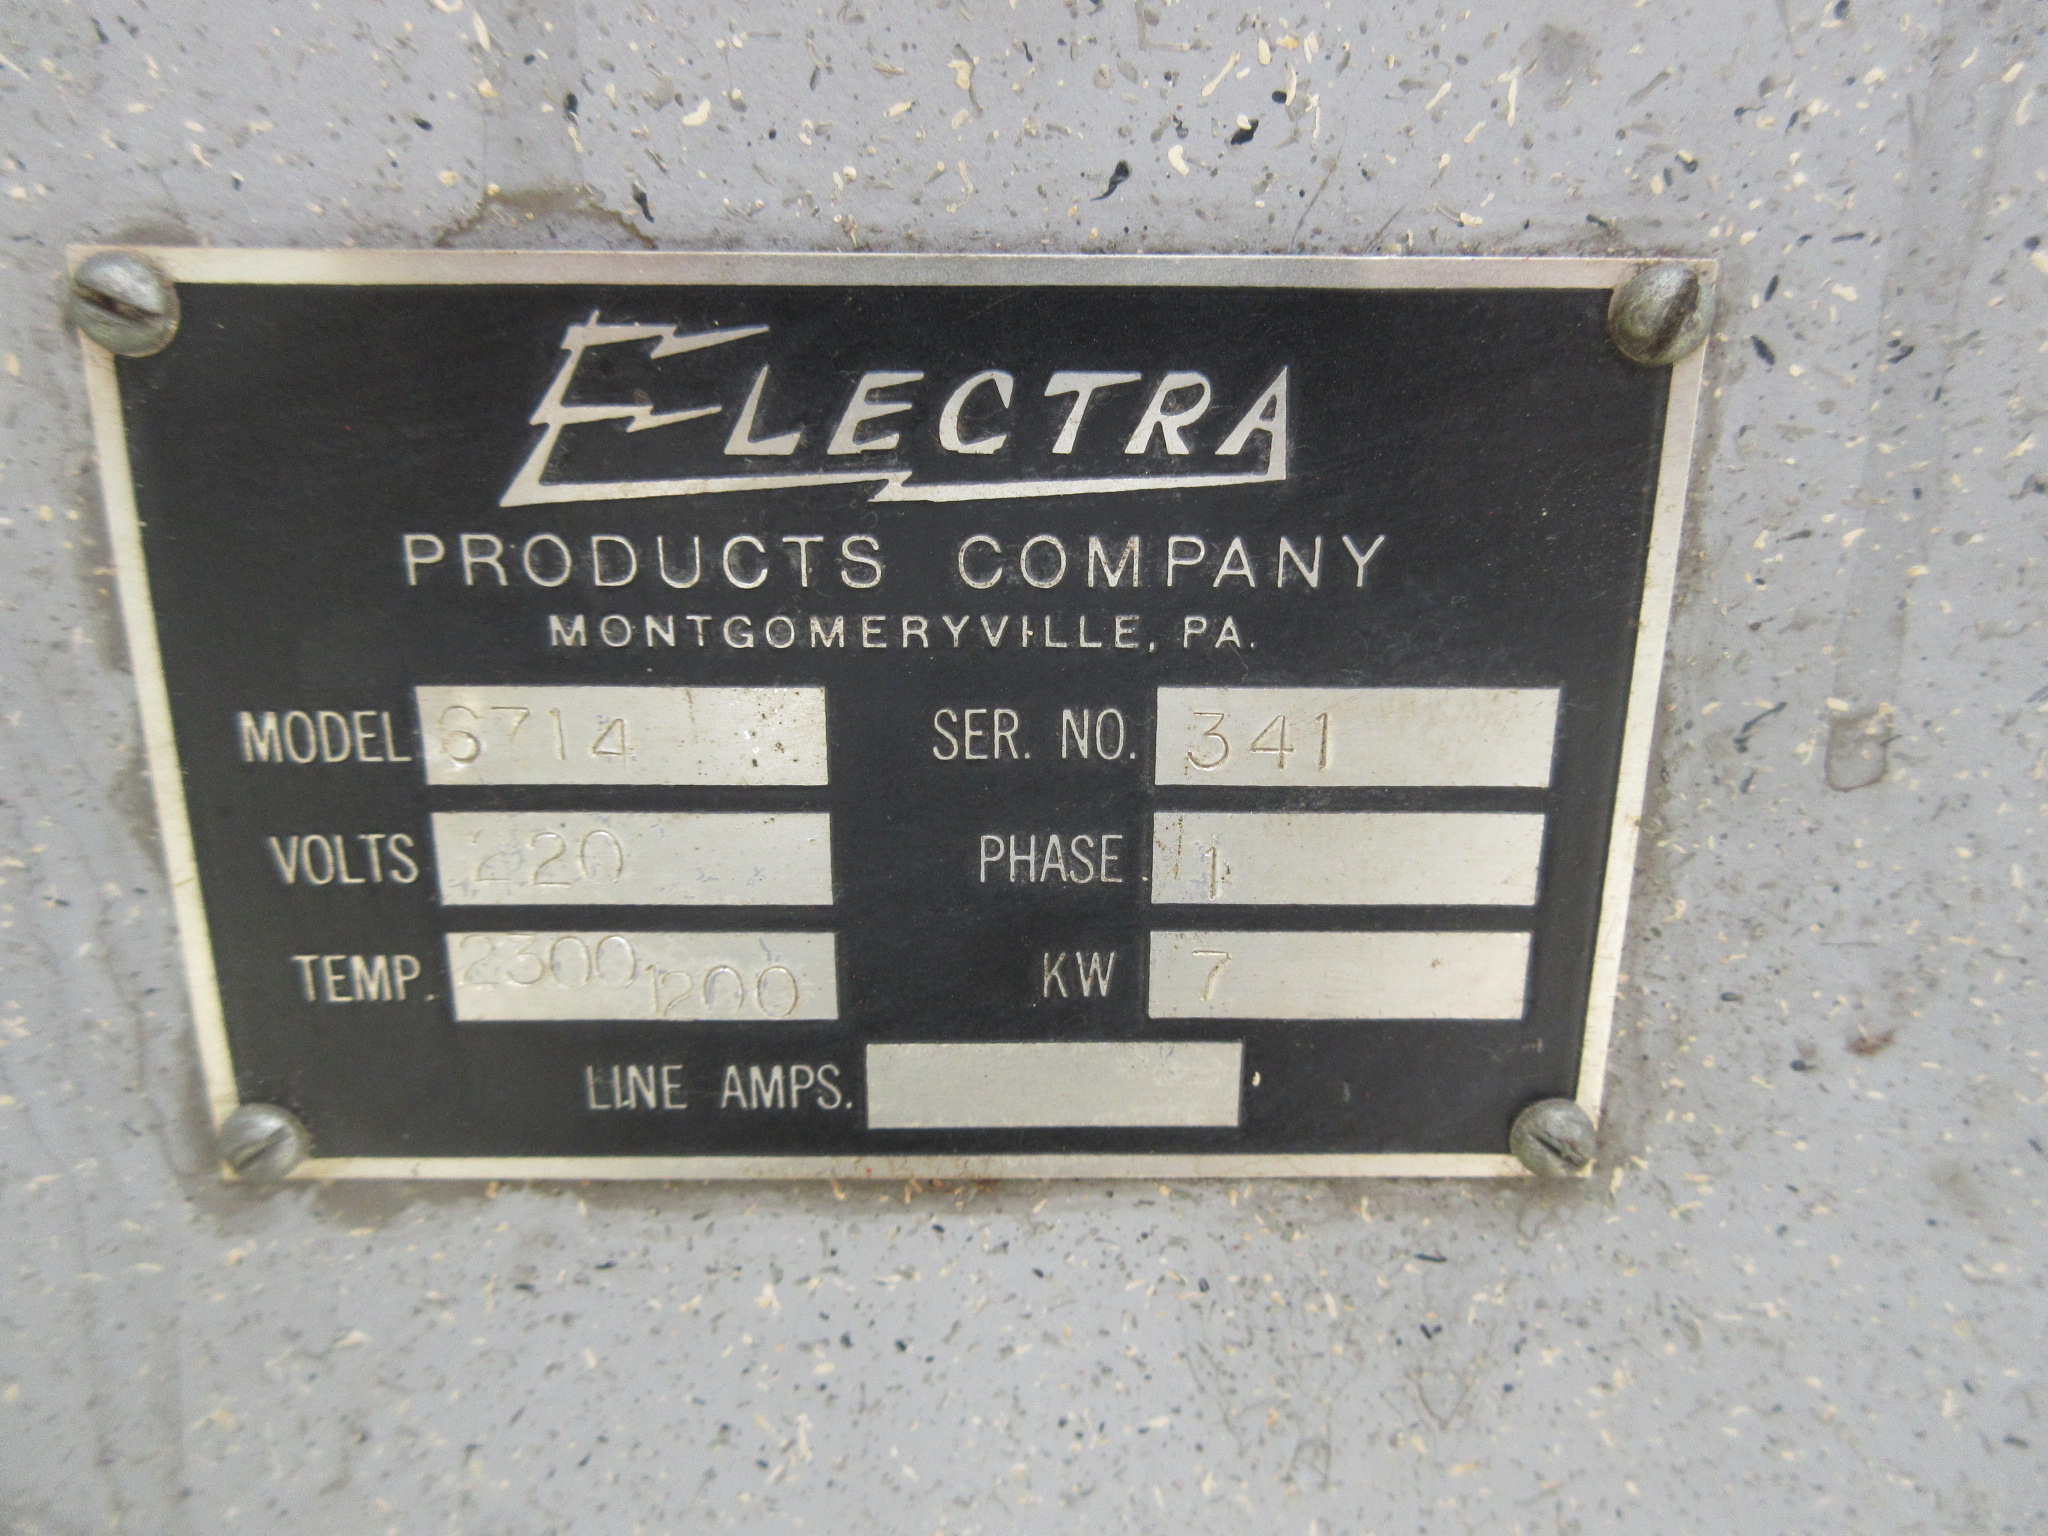 ELECTRA
PRODUCTS COMPANY
MONTGOMERYVILLE, PA.
MODEL 6714 SER. NO. 341
VOLTS 220 PHASE 1
TEMP. 2300 1200 KW 7
LINE AMPS.